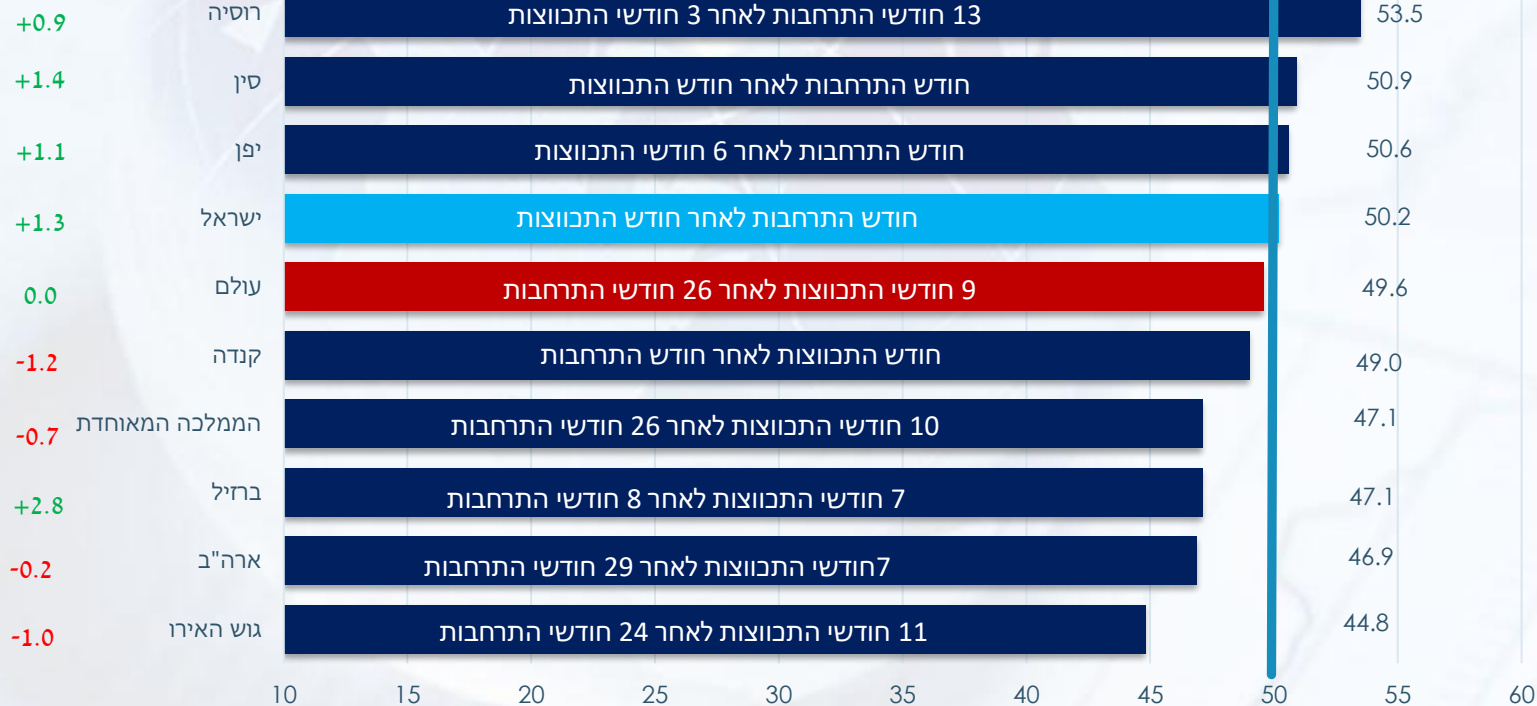 +0.9 רוסיה 13 חודשי התרחבות לאחר 3 חודשי התכווצות 53.5
+1.4 סין חודש התרחבות לאחר חודש התכווצות 50.9
+1.1 יפן חודש התרחבות לאחר 6 חודשי התכווצות 50.6
+1.3 ישראל חודש התרחבות לאחר חודש התכווצות 50.2
0.0 עולם 9 חודשי התכווצות לאחר 26 חודשי התרחבות 49.6
-1.2 קנדה חודש התכווצות לאחר חודש התרחבות 49.0
-0.7 הממלכה המאוחדת 10 חודשי התכווצות לאחר 26 חודשי התרחבות 47.1
+2.8 ברזיל 7 חודשי התכווצות לאחר 8 חודשי התרחבות 47.1
-0.2 ארה"ב 7חודשי התכווצות לאחר 29 חודשי התרחבות 46.9
-1.0 גוש האירו 11 חודשי התכווצות לאחר 24 חודשי התרחבות 44.8
10 15 20 25 30 35 40 45 50 55 60